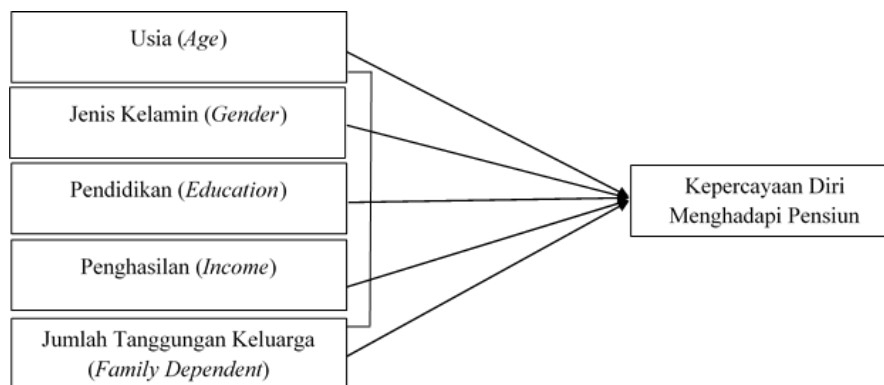 Usia (Age)
Jenis Kelamin (Gender)
Pendidikan (Education)
Penghasilan (Income)
Jumlah Tanggungan Keluarga
(Family Dependent)
Kepercayaan Diri
Menghadapi Pensiun